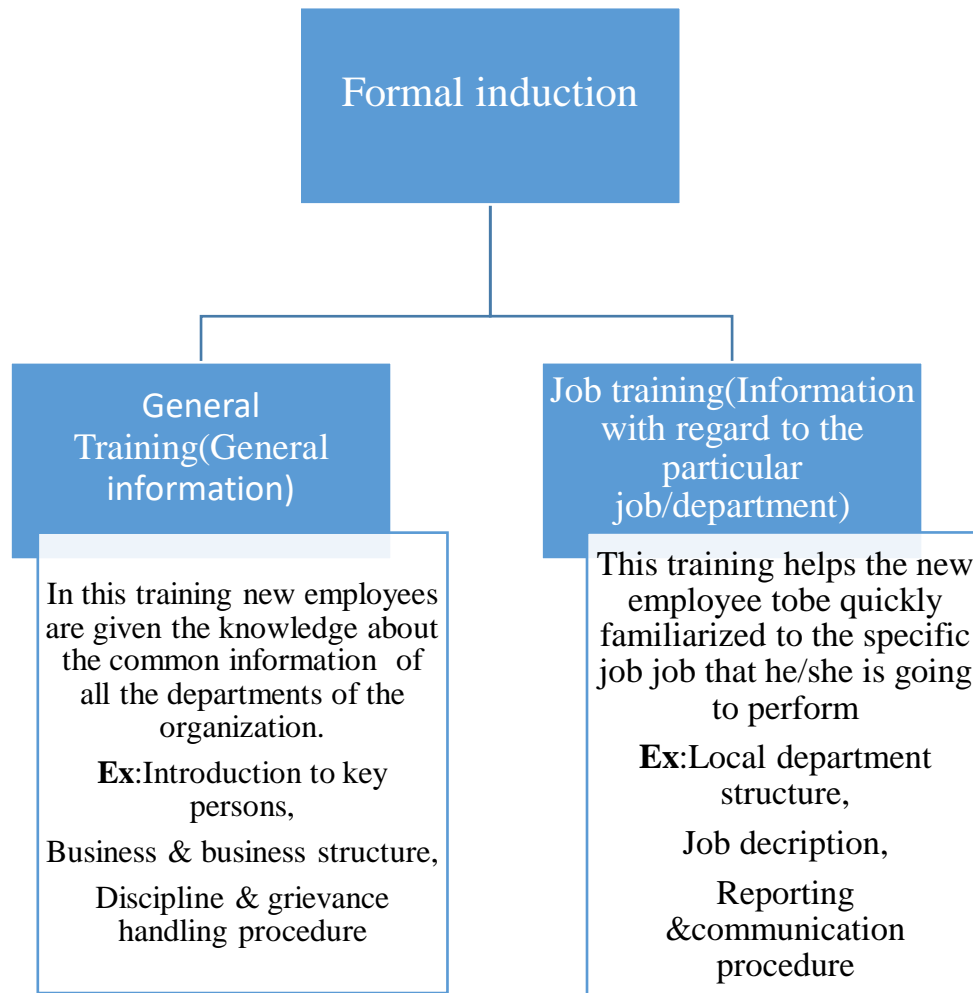 Formal induction
General
Training(General
information)
In this training new employees
are given the knowledge about
the common information of
all the departments of the
organization.
Ex:Introduction to key
persons,
Business & business structure,
Discipline & grievance
handling procedure
Job training(Information
with regard to the
particular
job/department)
This training helps the new
employee tobe quickly
familiarized to the specific
job job that he/she is going
to perform
Ex:Local department
structure,
Job decription,
Reporting
&communication
procedure